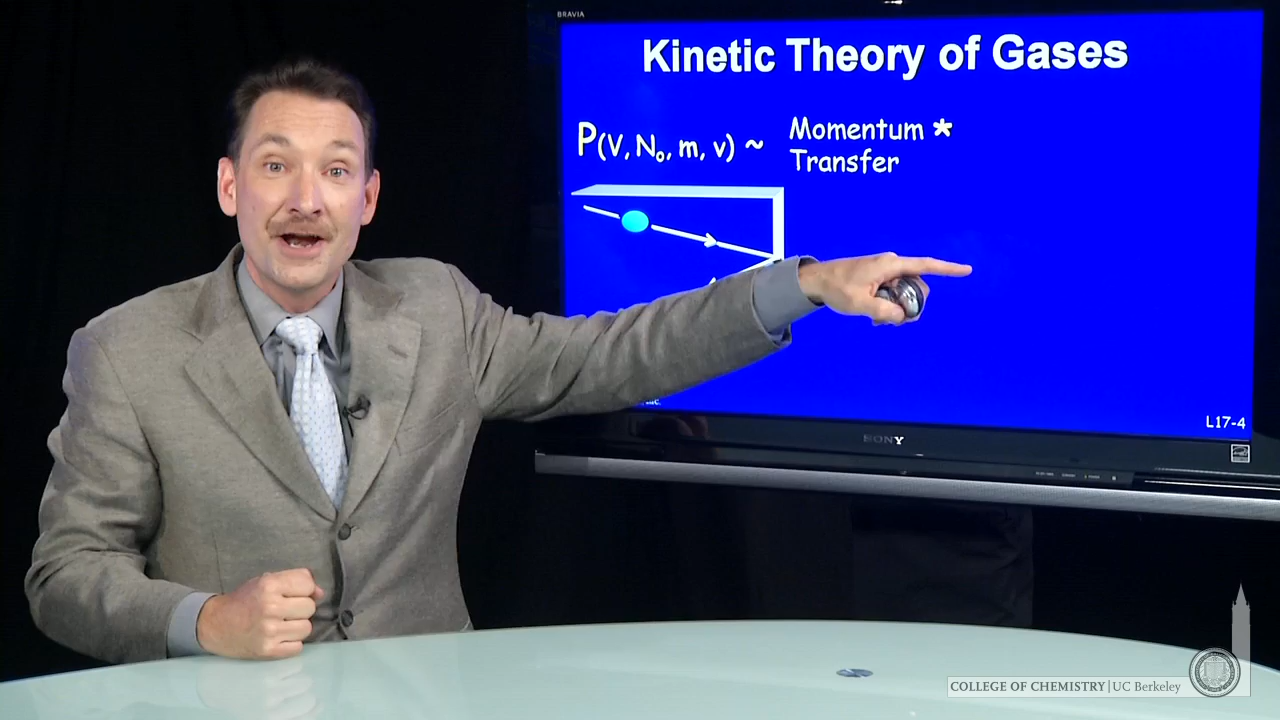 BRAVIA
Kinetic Theory of Gases
P(V, N₀, m, v) ~ Momentum *
Transfer
L17-4
SONY
COLLEGE OF CHEMISTRY | UC Berkeley